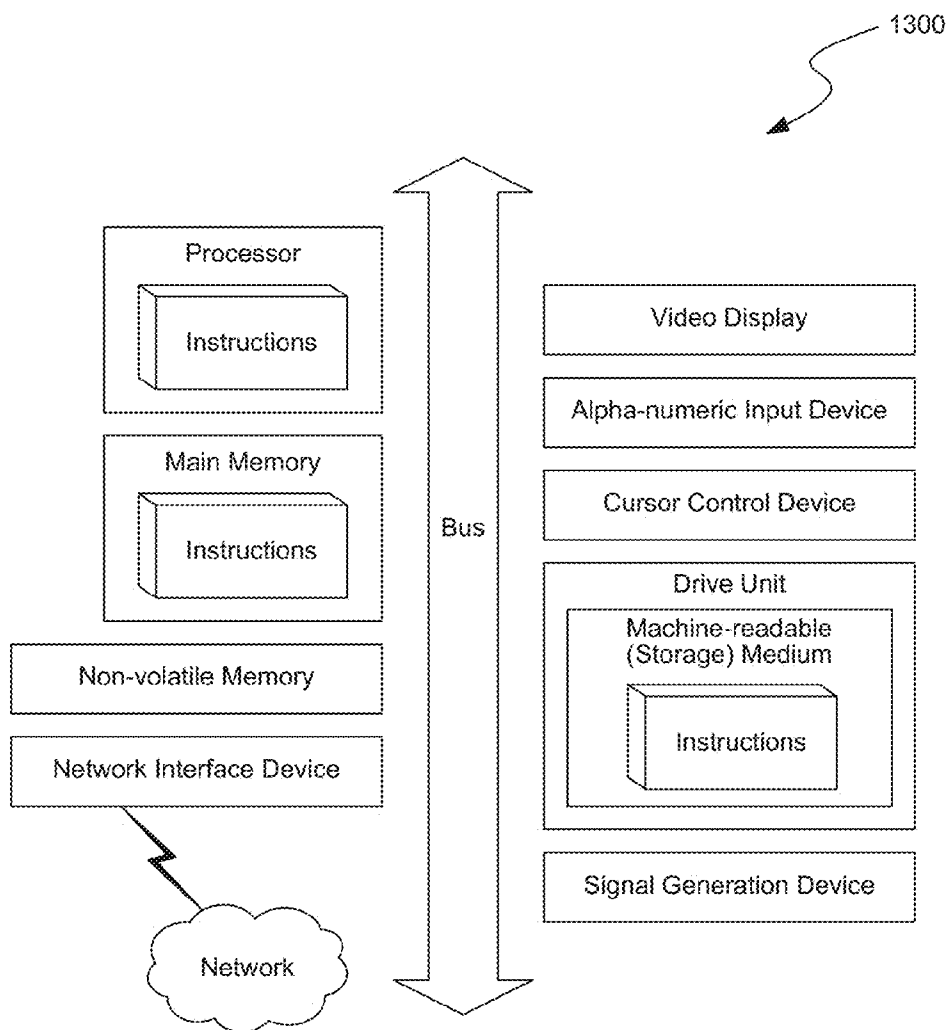 1300
Processor
Instructions
Main Memory
Instructions
Non-volatile Memory
Network Interface Device
Network
Bus
Video Display
Alpha-numeric Input Device
Cursor Control Device
Drive Unit
Machine-readable
(Storage) Medium
Instructions
Signal Generation Device